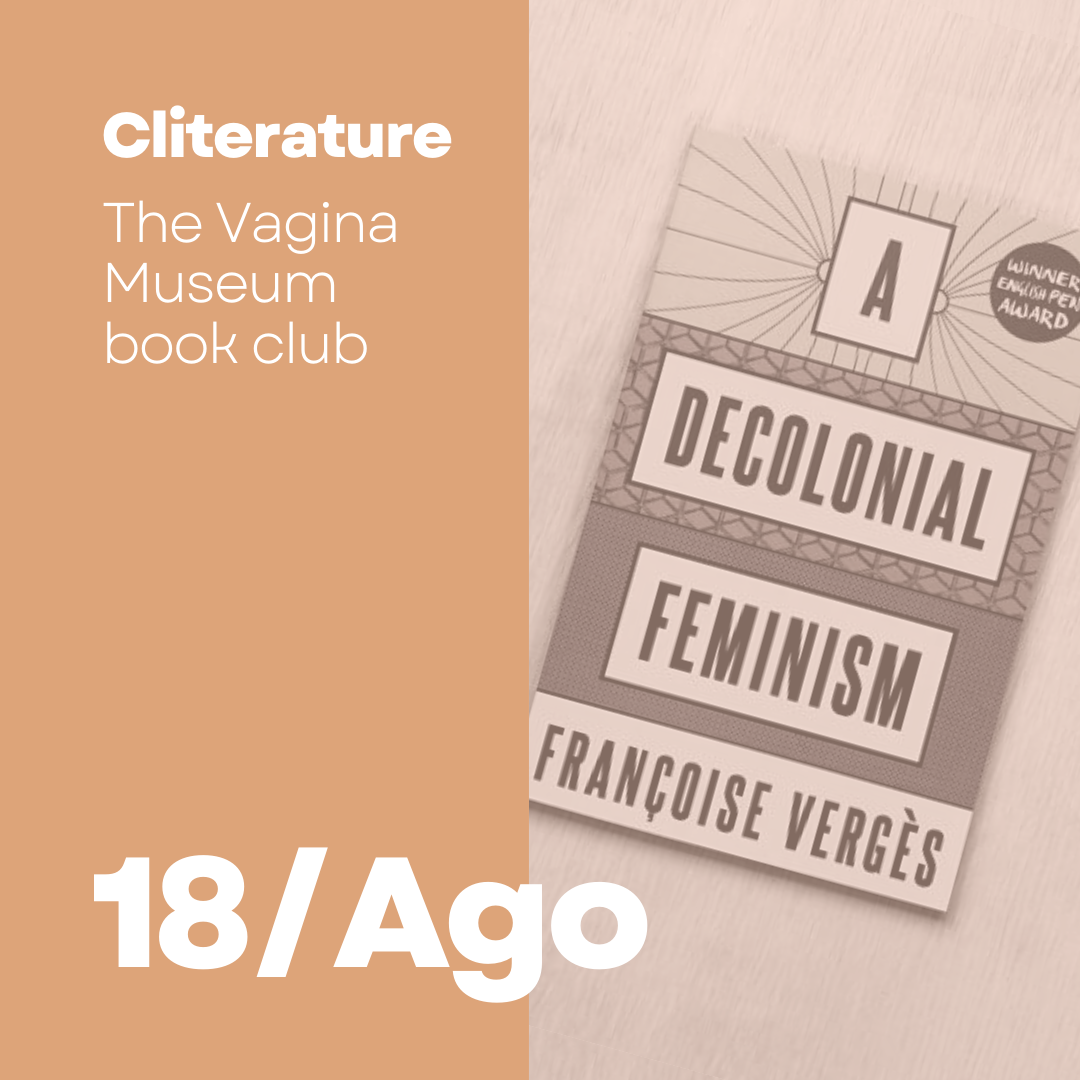 Cliterature
The Vagina
Museum
book club
A
WINNER
ENGLISH PEN
AWARD
DECOLONIAL
FEMINISM
FRANÇOISE VERGÈS
18/Ago